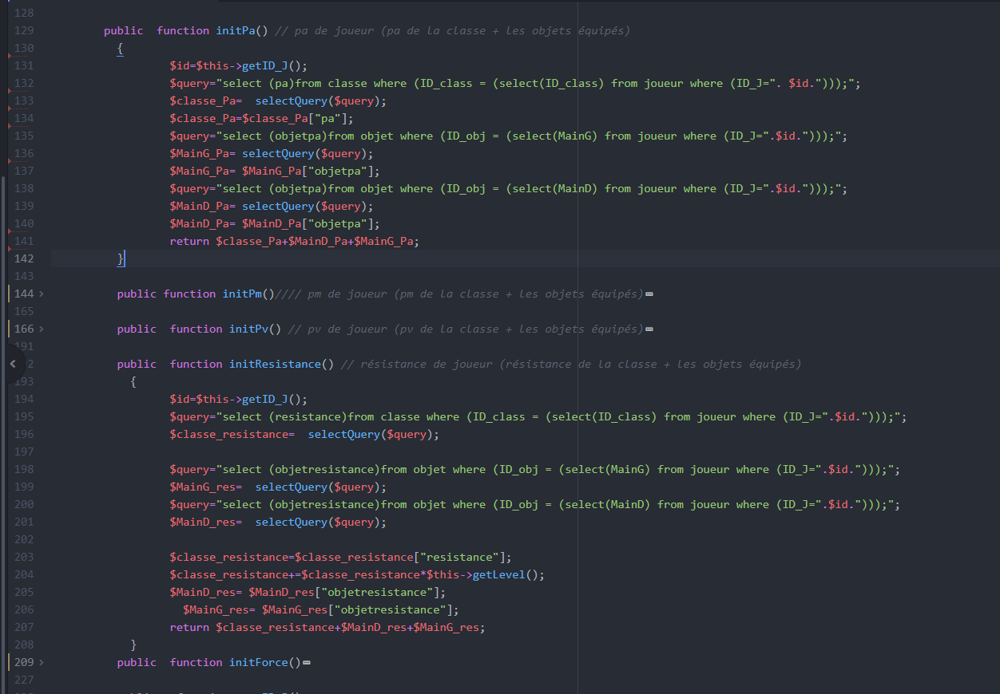 128
129 public  function initPa() // pa de joueur (pa de la classe + les objets équipés)
130 {
131 $id=$this->getID_J();
132 $query="select (pa)from classe where (ID_class = (select(ID_class) from joueur where (ID_J=". $id.")));";
133 $classe_Pa=  selectQuery($query);
134 $classe_Pa=$classe_Pa["pa"];
135 $query="select (objetpa)from objet where (ID_obj = (select(MainG) from joueur where (ID_J=".$id.")));";
136 $MainG_Pa= selectQuery($query);
137 $MainG_Pa= $MainG_Pa["objetpa"];
138 $query="select (objetpa)from objet where (ID_obj = (select(MainD) from joueur where (ID_J=".$id.")));";
139 $MainD_Pa= selectQuery($query);
140 $MainD_Pa= $MainD_Pa["objetpa"];
141 return $classe_Pa+$MainD_Pa+$MainG_Pa;
142 }
143
144 public function initPm()//// pm de joueur (pm de la classe + les objets équipés)
165
166 public  function initPv() // pv de joueur (pv de la classe + les objets équipés)
191
2 public  function initResistance() // résistance de joueur (résistance de la classe + les objets équipés)
193 {
194 $id=$this->getID_J();
195 $query="select (resistance)from classe where (ID_class = (select(ID_class) from joueur where (ID_J=".$id.")));";
196 $classe_resistance=  selectQuery($query);
197
198 $query="select (objetresistance)from objet where (ID_obj = (select(MainG) from joueur where (ID_J=".$id.")));";
199 $MainG_res=  selectQuery($query);
200 $query="select (objetresistance)from objet where (ID_obj = (select(MainD) from joueur where (ID_J=".$id.")));";
201 $MainD_res=  selectQuery($query);
202
203 $classe_resistance=$classe_resistance["resistance"];
204 $classe_resistance+=$classe_resistance*$this->getLevel();
205 $MainD_res= $MainD_res["objetresistance"];
206 $MainG_res= $MainG_res["objetresistance"];
207 return $classe_resistance+$MainD_res+$MainG_res;
208 }
209 public  function initForce()
227